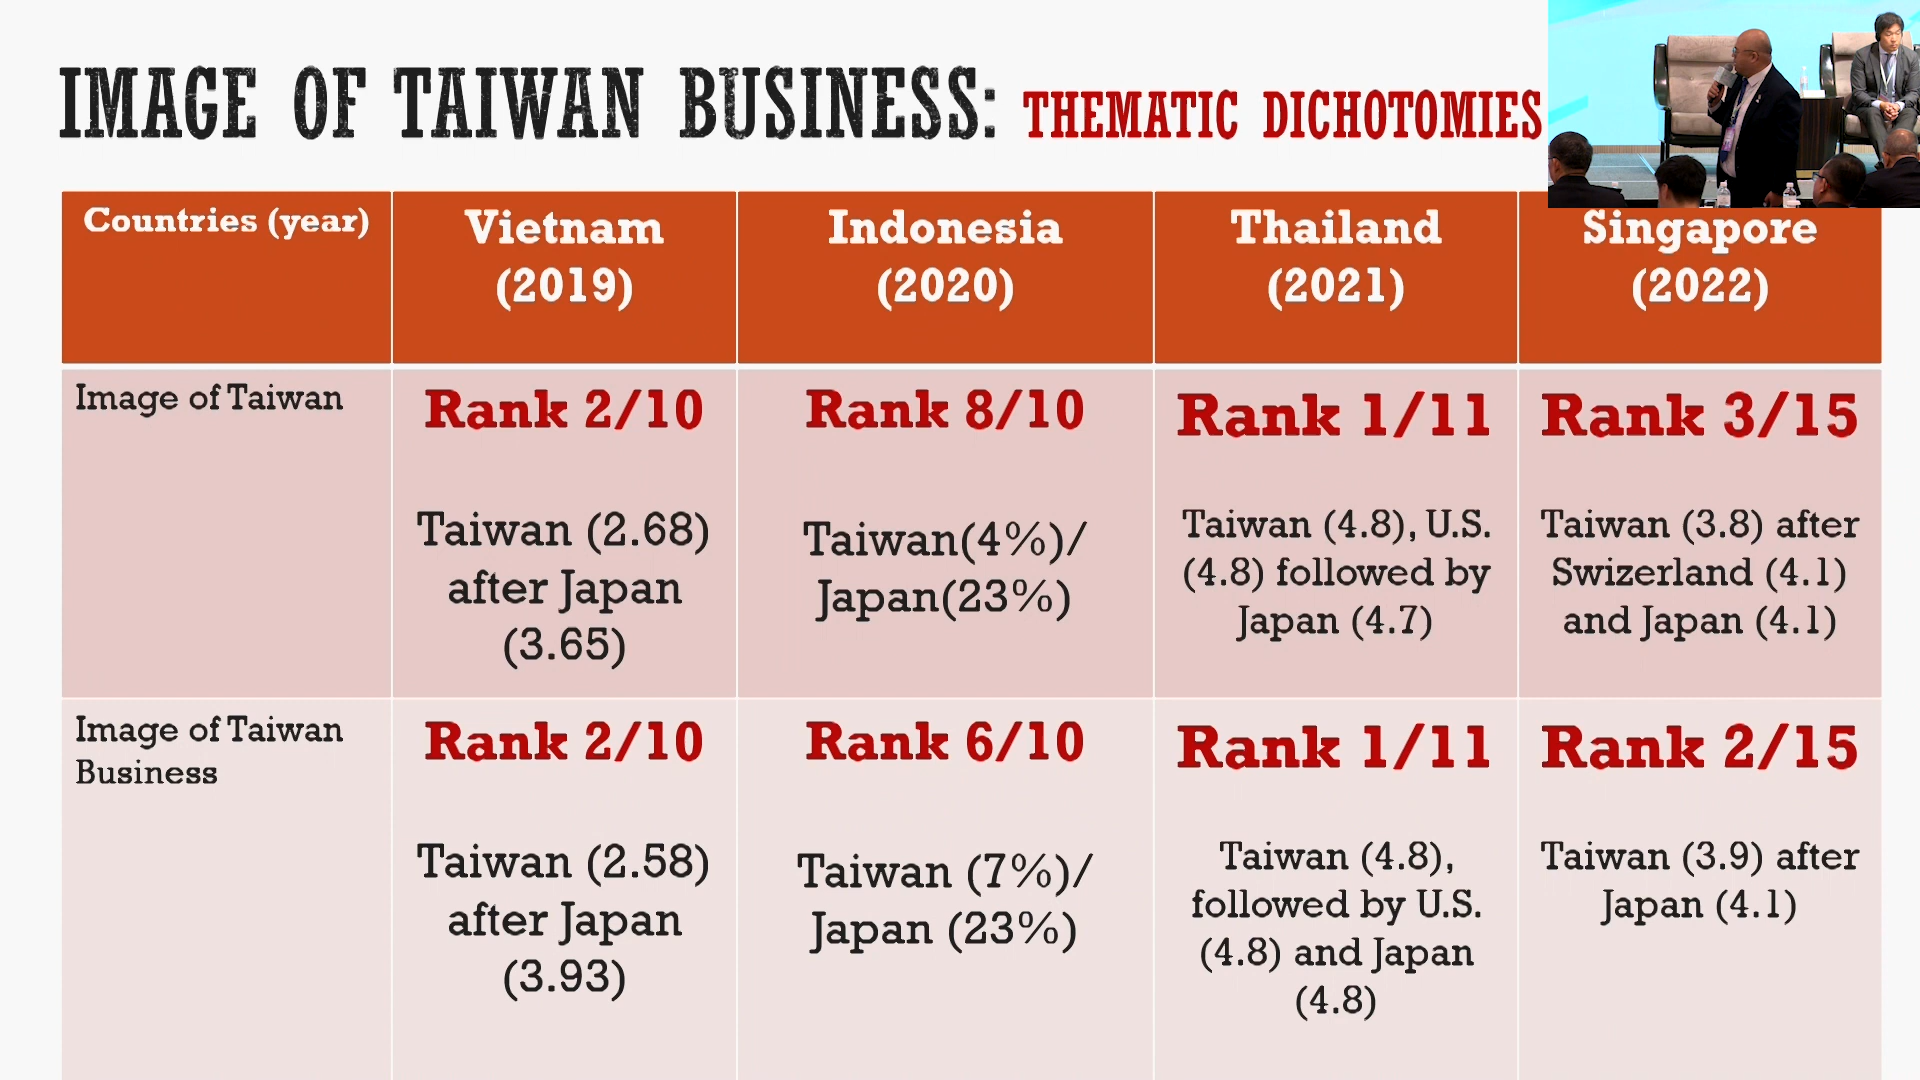 IMAGE OF TAIWAN BUSINESS: THEMATIC DICHOTOMIES
Countries (year)
Vietnam
(2019)
Indonesia
(2020)
Thailand
(2021)
Singapore
(2022)
Image of Taiwan
Rank 2/10
Taiwan (2.68)
after Japan
(3.65)
Rank 8/10
Taiwan(4%)/
Japan(23%)
Rank 1/11
Taiwan (4.8), U.S.
(4.8) followed by
Japan (4.7)
Rank 3/15
Taiwan (3.8) after
Swizerland (4.1)
and Japan (4.1)
Image of Taiwan
Business
Rank 2/10
Taiwan (2.58)
after Japan
(3.93)
Rank 6/10
Taiwan (7%)/
Japan (23%)
Rank 1/11
Taiwan (4.8),
followed by U.S.
(4.8) and Japan
(4.8)
Rank 2/15
Taiwan (3.9) after
Japan (4.1)